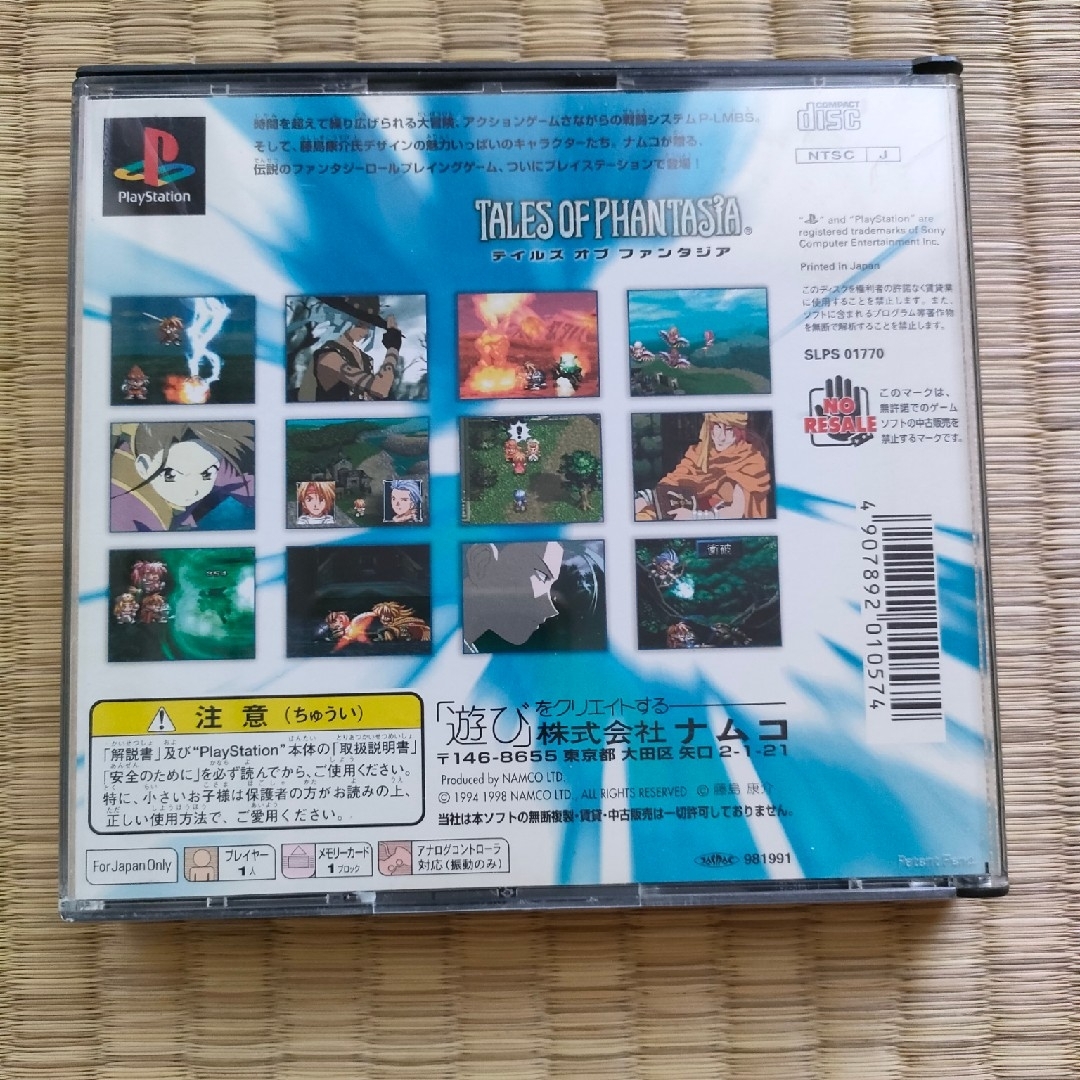 PlayStation
時間を超えて繰り広げられる大冒険、アクションゲームさながらの戦闘システムP-LMBS。
そして、藤島康介氏デザインの魅力いっぱいのキャラクターたち、ナムコが贈る、
伝説のファンタジーロールプレイングゲーム、ついにプレイステーションで登場!
TALES OF PHANTASIA®
テイルズ オブ ファンタジア
COMPACT
disc
NTSC J
"PS" and "PlayStation" are
registered trademarks of Sony
Computer Entertainment Inc.
Printed in Japan
このディスクを権利者の許諾なく賃貸業
に使用することを禁止します。また、
ソフトに含まれるプログラム等著作物
を無断で解析することを禁止します。
SLPS 01770
NO
RESALE
このマークは、
無許諾でのゲーム
ソフトの中古販売を
禁止するマークです。
衝破
4 907892 010574
注意(ちゅうい)
「解説書」及び"PlayStation"本体の「取扱説明書」
「安全のために」を必ず読んでから、ご使用ください。
特に、小さいお子様は保護者の方がお読みの上、
正しい使用方法で、ご愛用ください。
「遊び」をクリエイトする
株式会社 ナムコ
〒146-8655 東京都 大田区 矢口 2-1-21
Produced by NAMCO LTD.
© 1994 1998 NAMCO LTD., ALL RIGHTS RESERVED © 藤島 康介
当社は本ソフトの無断複製・賃貸・中古販売は一切許可しておりません。
For Japan Only
プレイヤー
1人
メモリーカード
1ブロック
アナログコントローラ
対応(振動のみ)
981991
Patent Pend.